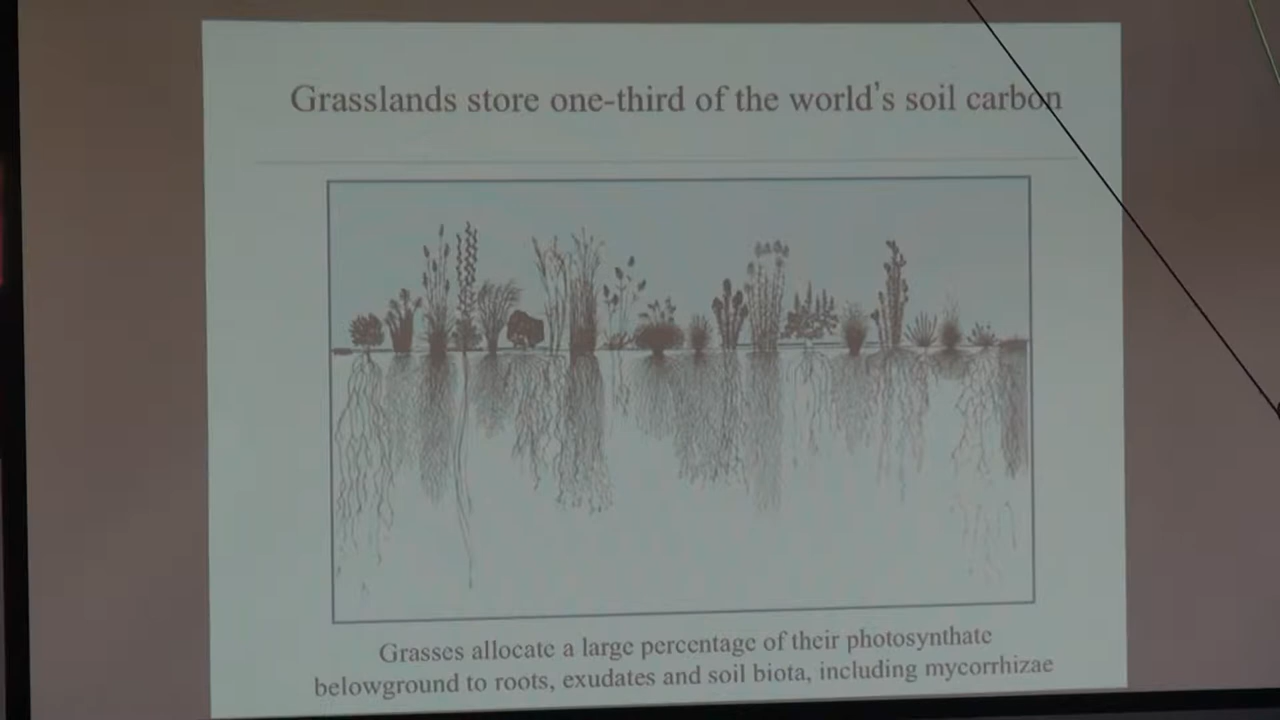 Grasslands store one-third of the world's soil carbon
Grasses allocate a large percentage of their photosynthate
belowground to roots, exudates and soil biota, including mycorrhizae